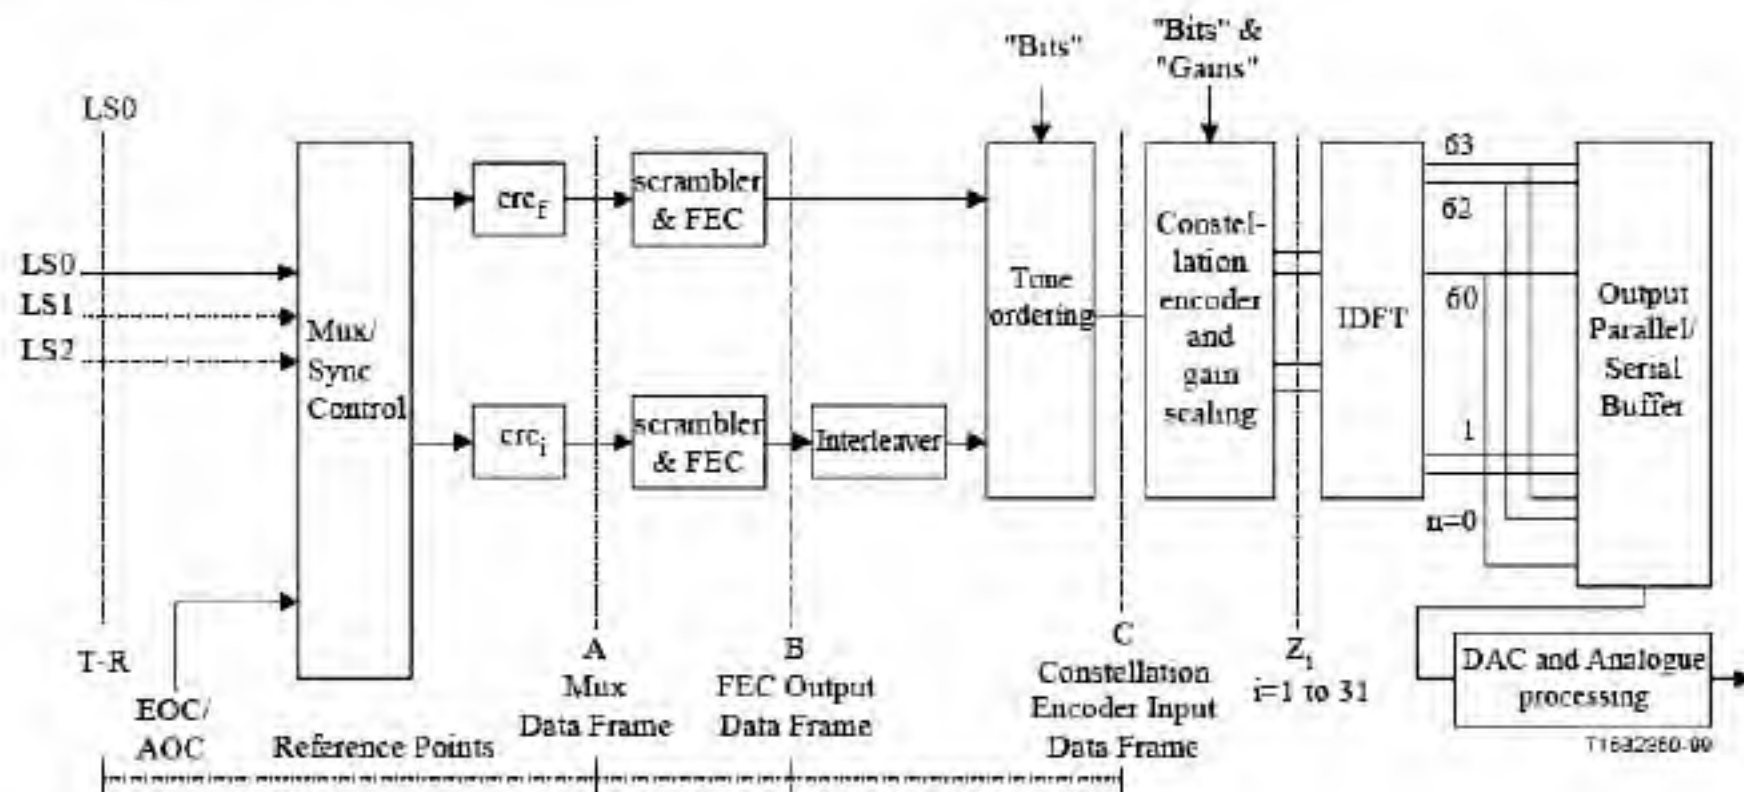 "Bits"
"Bits" &
"Gains"
LS0
LS0
LS1
LS2
Mux/
Sync
Control
crcf
scrambler
& FEC
crci
scrambler
& FEC
Interleaver
Tone
ordering
Constel-
lation
encoder
and
gain
scaling
IDFT
63
62
60
1
n=0
Output
Parallel/
Serial
Buffer
T-R
EOC/
AOC
Reference Points
A
Mux
Data Frame
B
FEC Output
Data Frame
C
Constellation
Encoder Input
Data Frame
Zi
i=1 to 31
DAC and Analogue
processing